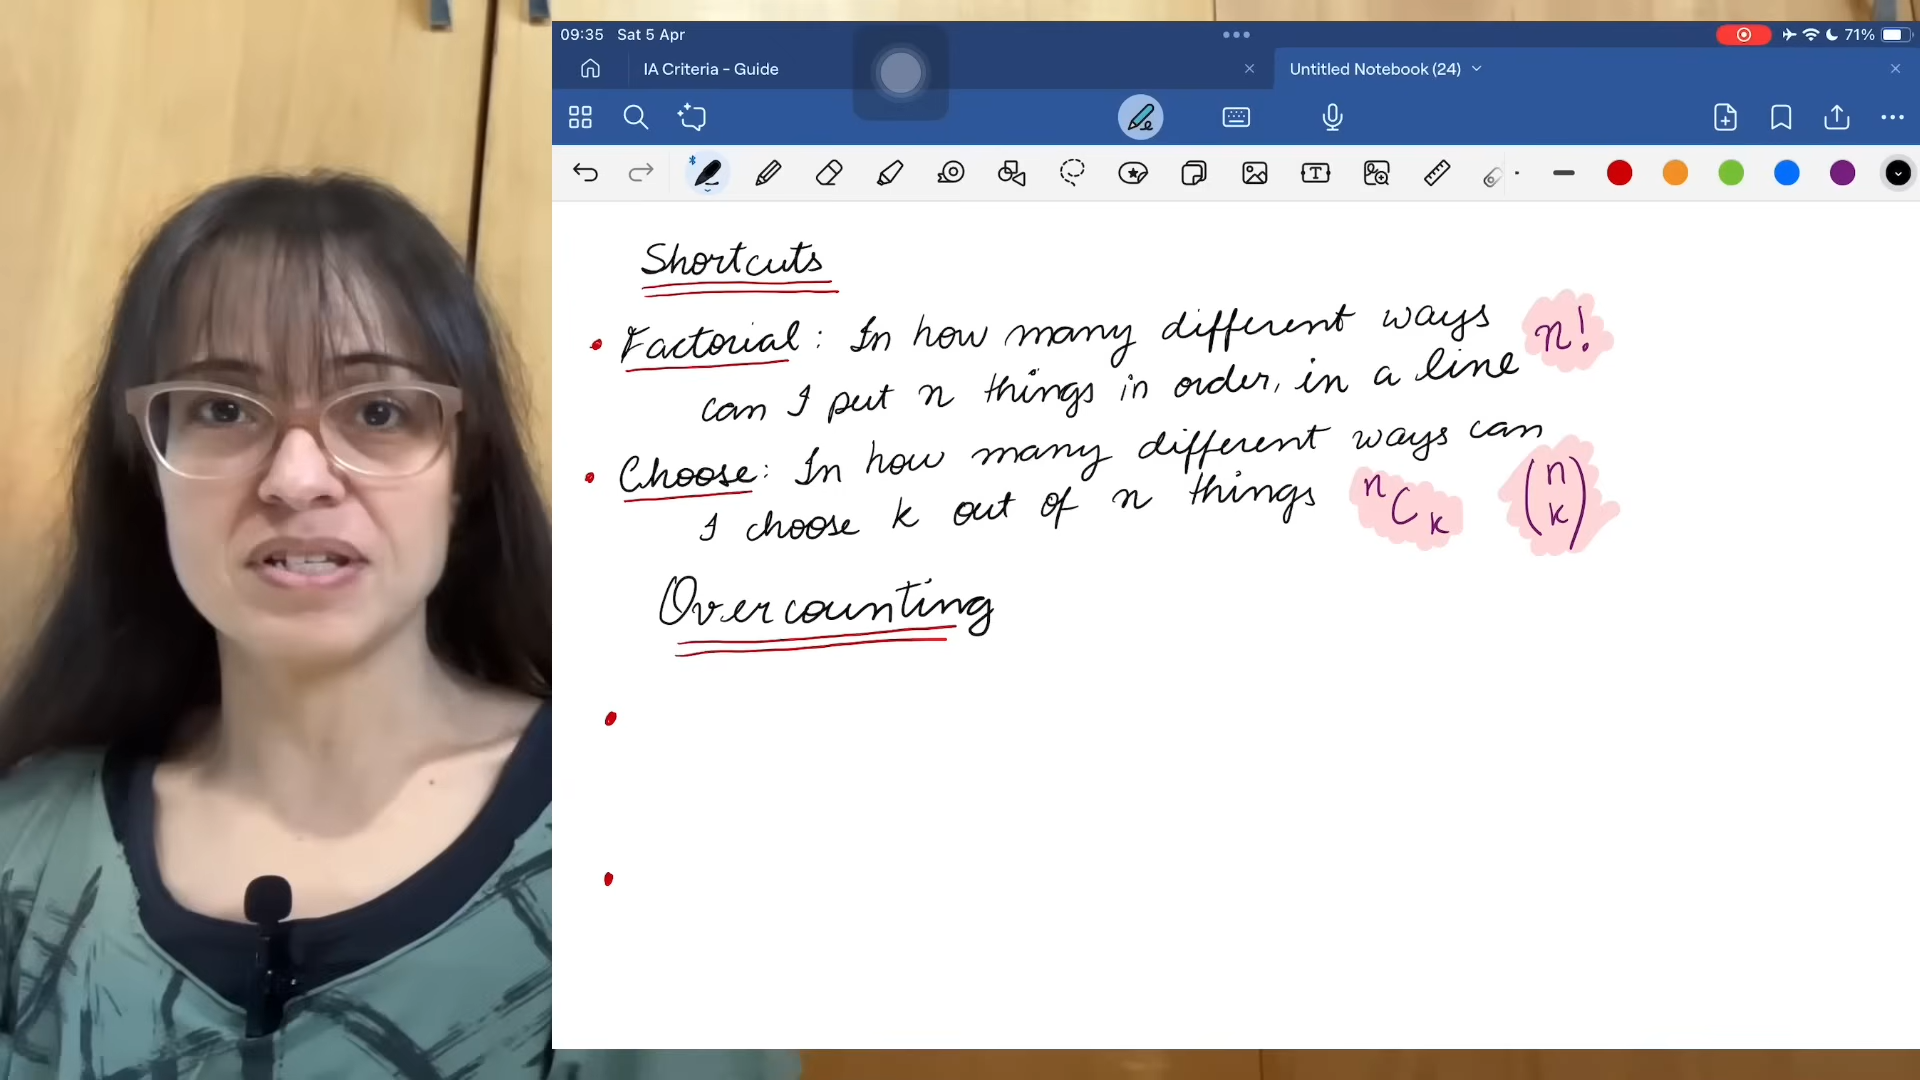 09:35 Sat 5 Apr
71%
IA Criteria - Guide
Untitled Notebook (24)
Shortcuts
Factorial: In how many different ways n!
can I put n things in order, in a line
Choose: In how many different ways can
I choose k out of n things nCk (n k)
Overcounting